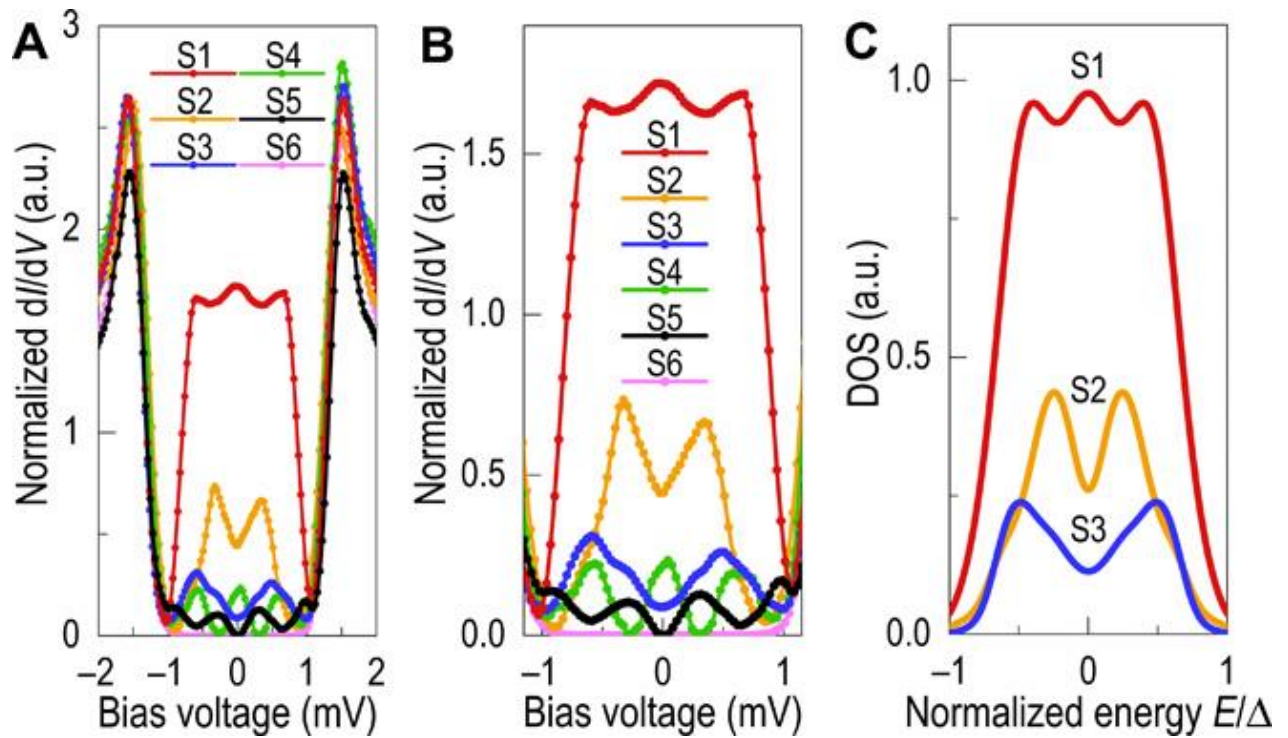 A
Normalized dI/dV (a.u.)
3
2
1
0
S1
S4
S2
S5
S3
S6
–2
–1
0
1
2
Bias voltage (mV)
B
Normalized dI/dV (a.u.)
1.5
1.0
0.5
0.0
S1
S2
S3
S4
S5
S6
–1
0
1
Bias voltage (mV)
C
DOS (a.u.)
1.0
0.5
0.0
S1
S2
S3
–1
0
1
Normalized energy E/Δ